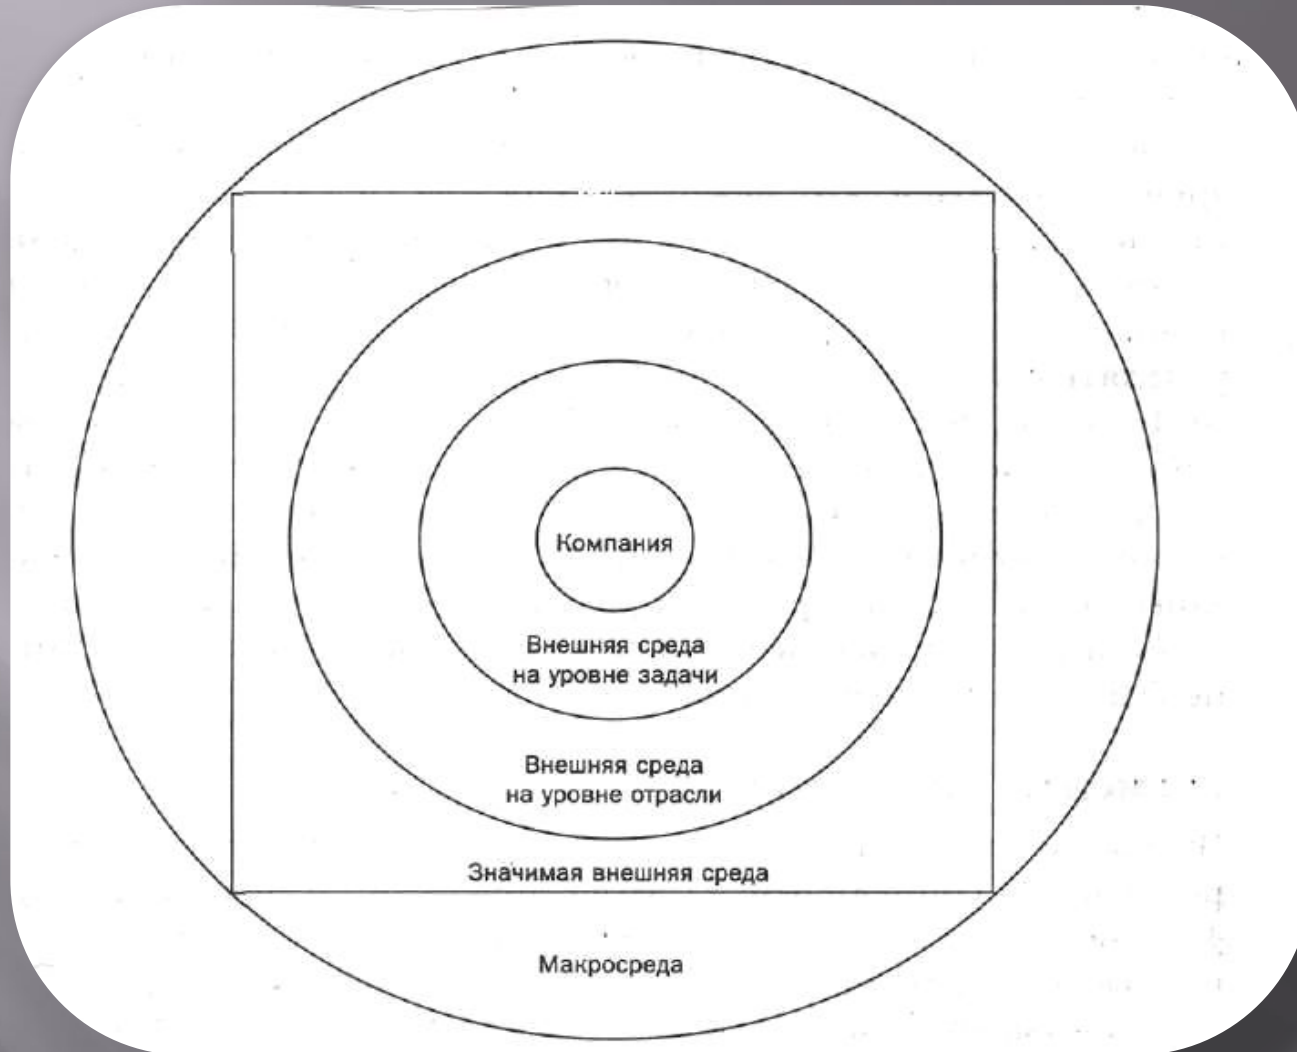 Компания
Внешняя среда
на уровне задачи
Внешняя среда
на уровне отрасли
Значимая внешняя среда
Макросреда